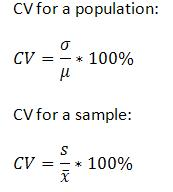 CV for a population:
CV = σ/μ * 100%
CV for a sample:
CV = s/x̄ * 100%